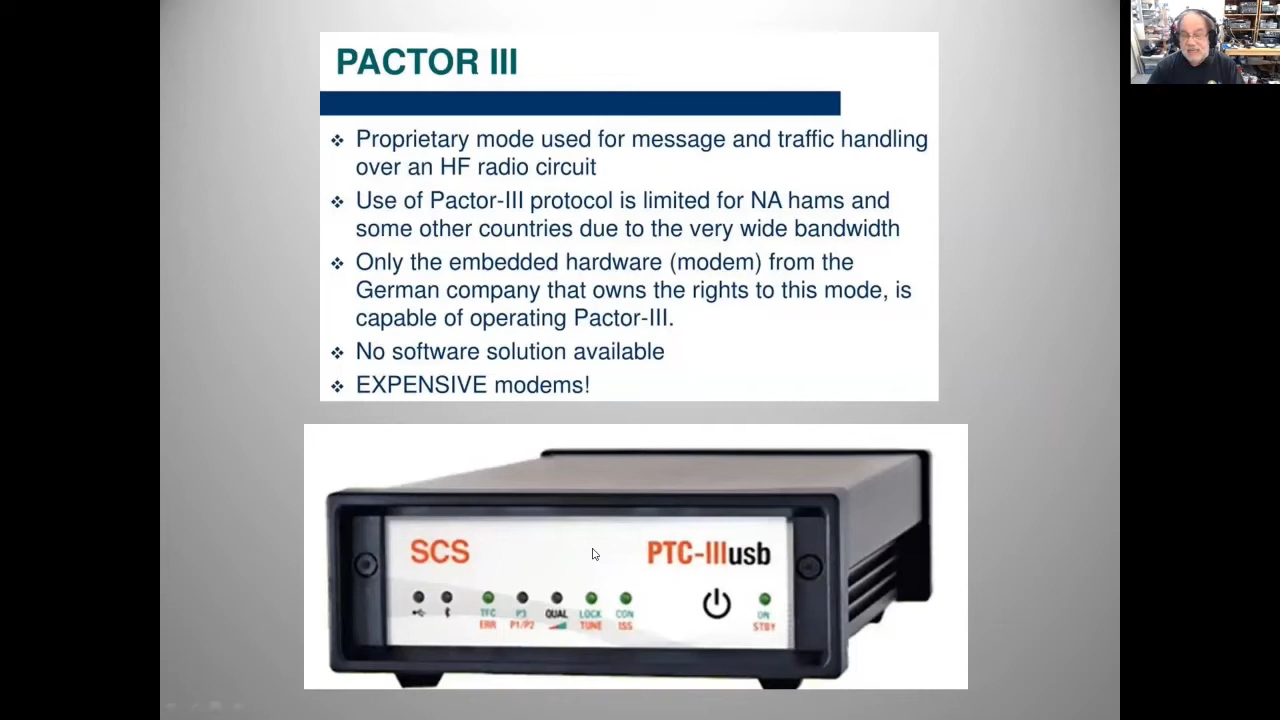 PACTOR III
❖ Proprietary mode used for message and traffic handling
over an HF radio circuit
❖ Use of Pactor-III protocol is limited for NA hams and
some other countries due to the very wide bandwidth
❖ Only the embedded hardware (modem) from the
German company that owns the rights to this mode, is
capable of operating Pactor-III.
❖ No software solution available
❖ EXPENSIVE modems!
SCS PTC-IIIusb
TFC P3 QUAL LOCK CON ON
ERR P1/P2 TUNE ISS STBY